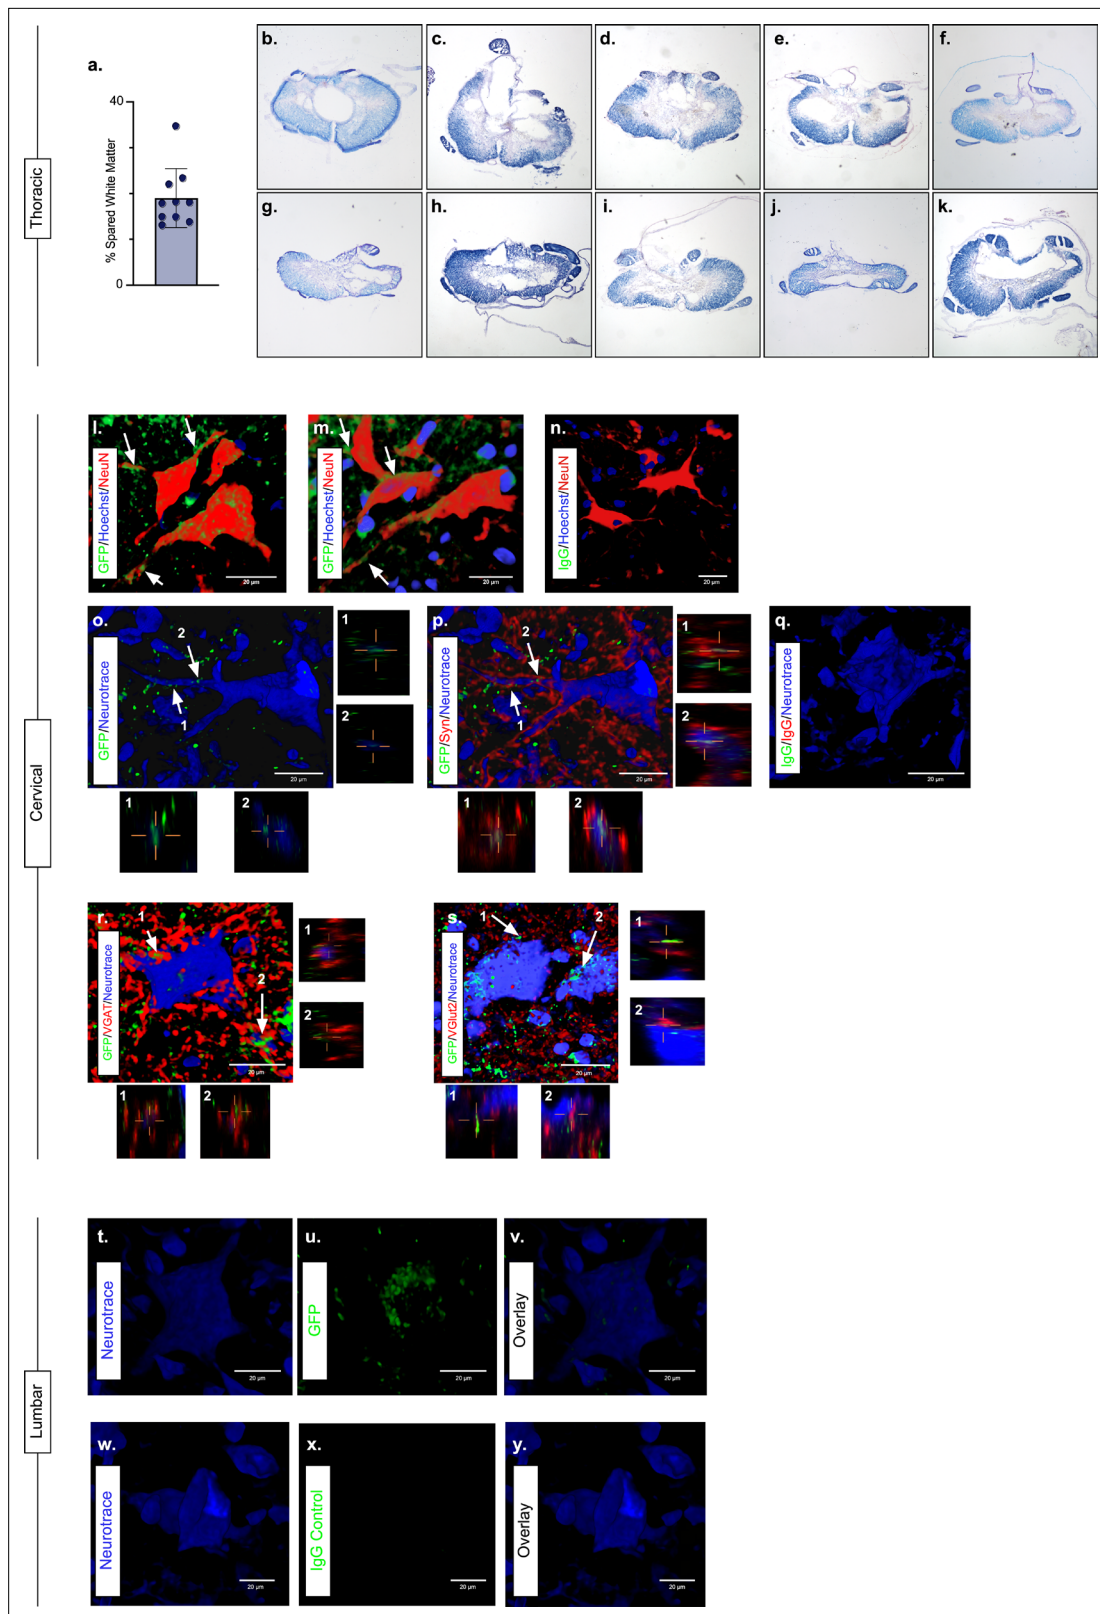 Thoracic
a.
40
% Spared White Matter
0
b.
c.
d.
e.
f.
g.
h.
i.
j.
k.
Cervical
l.
GFP/Hoechst/NeuN
20 µm
m.
GFP/Hoechst/NeuN
20 µm
n.
IgG/Hoechst/NeuN
20 µm
o.
GFP/Neurotrace
2
1
20 µm
1
2
1
2
p.
GFP/Syn/Neurotrace
2
1
20 µm
1
2
1
2
q.
IgG/IgG/Neurotrace
20 µm
r.
GFP/VGAT/Neurotrace
1
2
20 µm
1
2
1
2
s.
GFP/VGlut2/Neurotrace
1
2
20 µm
1
2
1
2
Lumbar
t.
Neurotrace
20 µm
u.
GFP
20 µm
v.
Overlay
20 µm
w.
Neurotrace
20 µm
x.
IgG Control
20 µm
y.
Overlay
20 µm